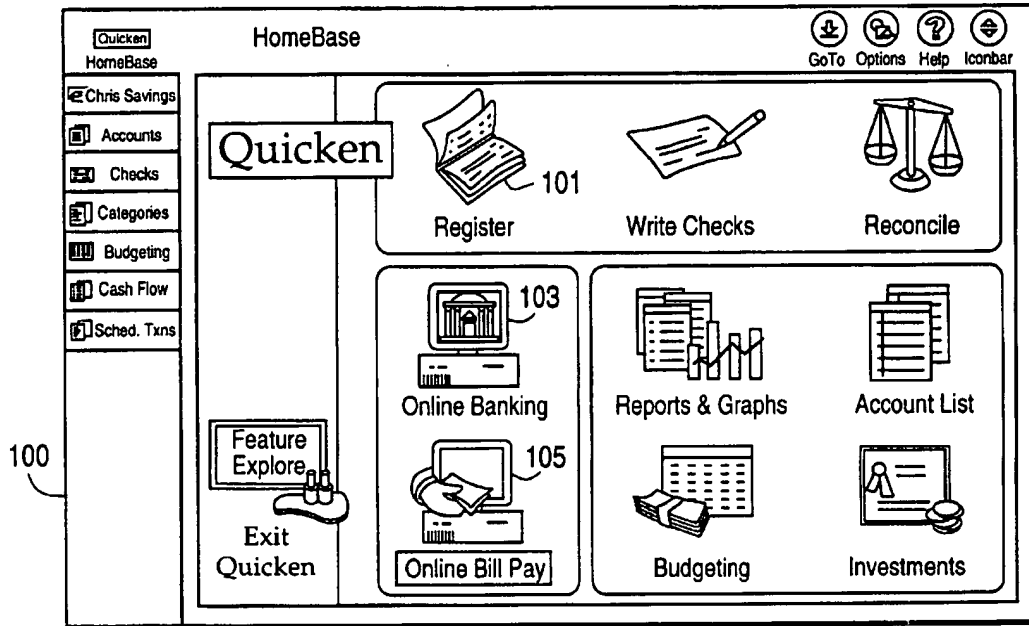 Quicken
HomeBase
HomeBase
GoTo Options Help Iconbar
Chris Savings
Accounts
Checks
Categories
Budgeting
Cash Flow
Sched. Txns
Quicken
101
Register
Write Checks
Reconcile
103
Online Banking
Reports & Graphs
Account List
Feature
Explore
105
100
Exit
Quicken
Online Bill Pay
Budgeting
Investments